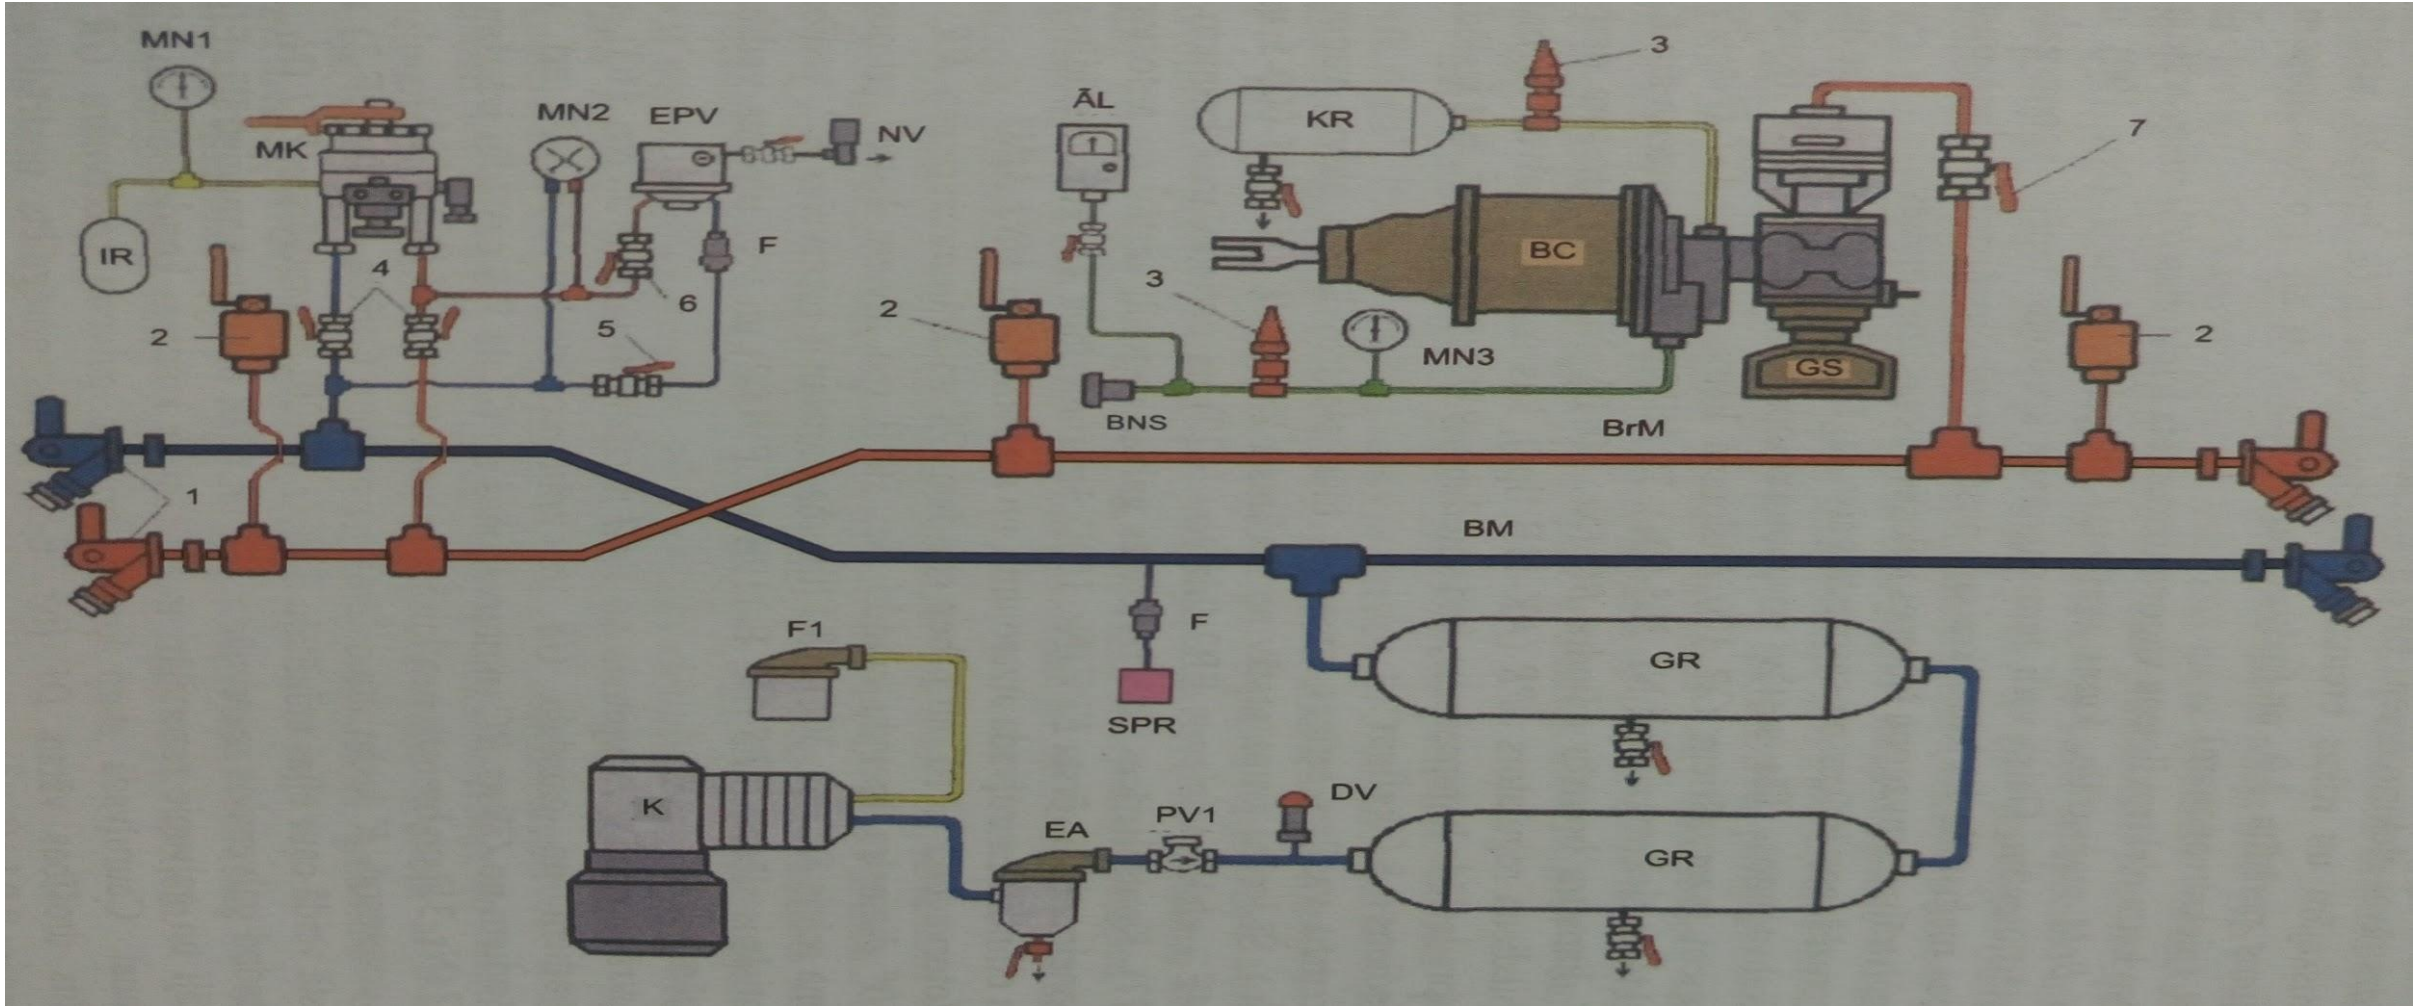 MN1
MK
IR
MN2
EPV
NV
F
4
2
6
5
1
ĀL
KR
3
7
BC
2
3
MN3
GS
2
BNS
BrM
BM
F
SPR
F1
GR
K
EA
PV1
DV
GR